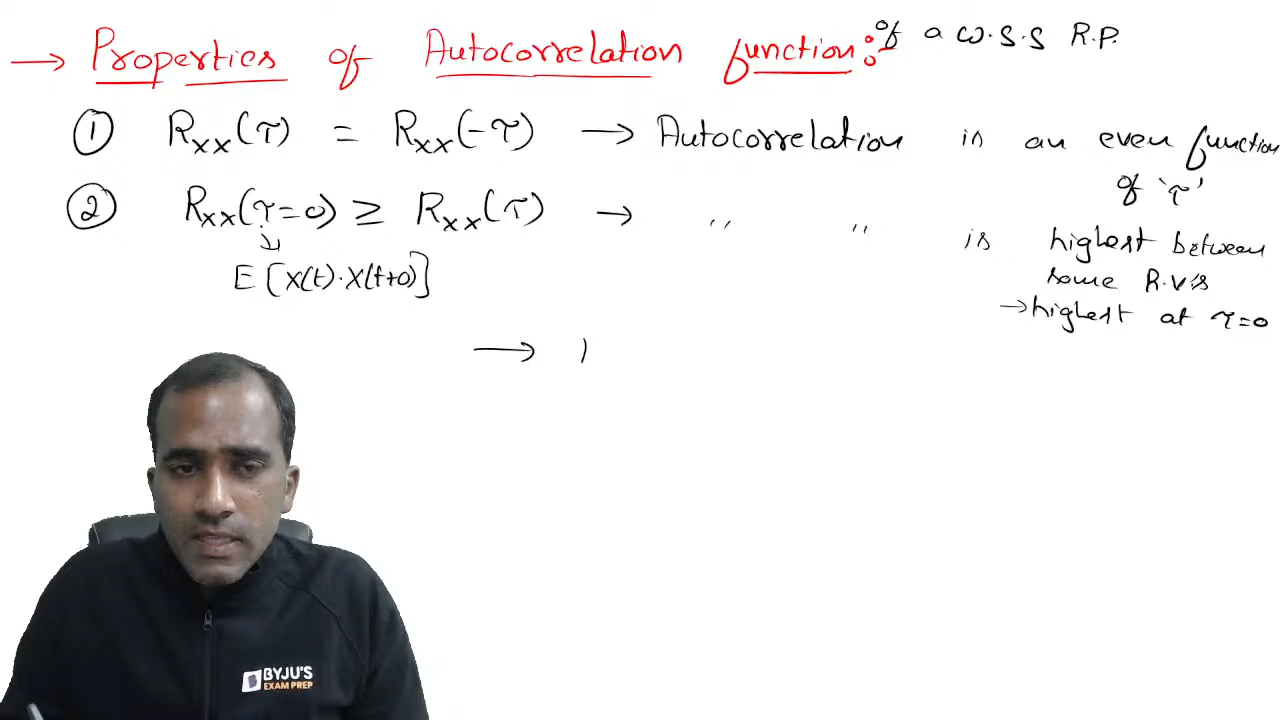 → Properties of Autocorrelation function: of a W.S.S R.P.
① Rxx(τ) = Rxx(-τ) → Autocorrelation is an even function
of 'τ'
② Rxx(τ=0) ≥ Rxx(τ) → " " is highest between
E[X(t)·X(t+0)] same R.V's
→ highest at τ=0
→
BYJU'S
EXAM PREP